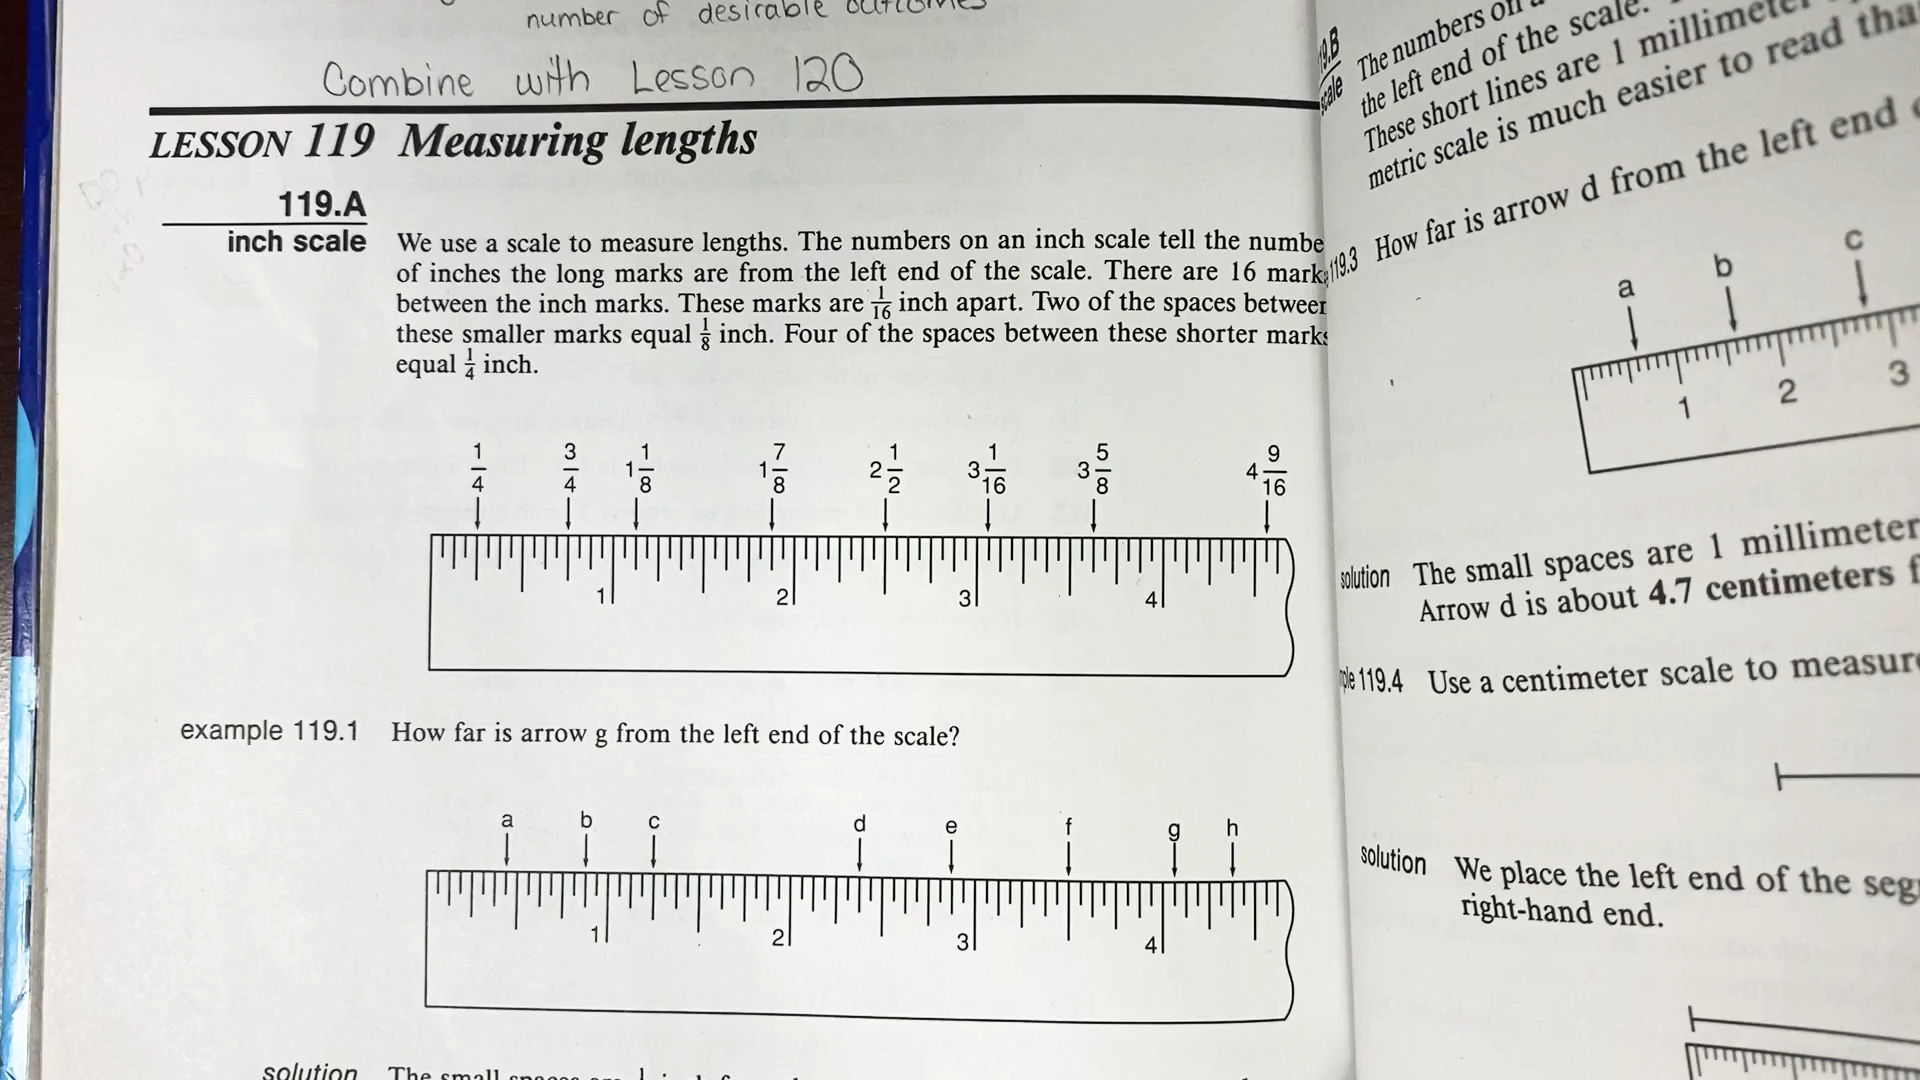 number of desirable outcomes
Combine with Lesson 120
LESSON 119 Measuring lengths
119.A
inch scale
We use a scale to measure lengths. The numbers on an inch scale tell the numbe
of inches the long marks are from the left end of the scale. There are 16 mark
between the inch marks. These marks are 1/16 inch apart. Two of the spaces between
these smaller marks equal 1/8 inch. Four of the spaces between these shorter marks
equal 1/4 inch.
1/4 3/4 1 1/8 1 7/8 2 1/2 3 1/16 3 5/8 4 9/16
1 2 3 4
example 119.1 How far is arrow g from the left end of the scale?
a b c d e f g h
1 2 3 4
solution The small spaces are
19.B
scale
The numbers on
the left end of the scale.
These short lines are 1 millimeter
metric scale is much easier to read tha
119.3 How far is arrow d from the left end
a b c
1 2 3
solution The small spaces are 1 millimeter
Arrow d is about 4.7 centimeters f
ple 119.4 Use a centimeter scale to measure
solution We place the left end of the seg
right-hand end.